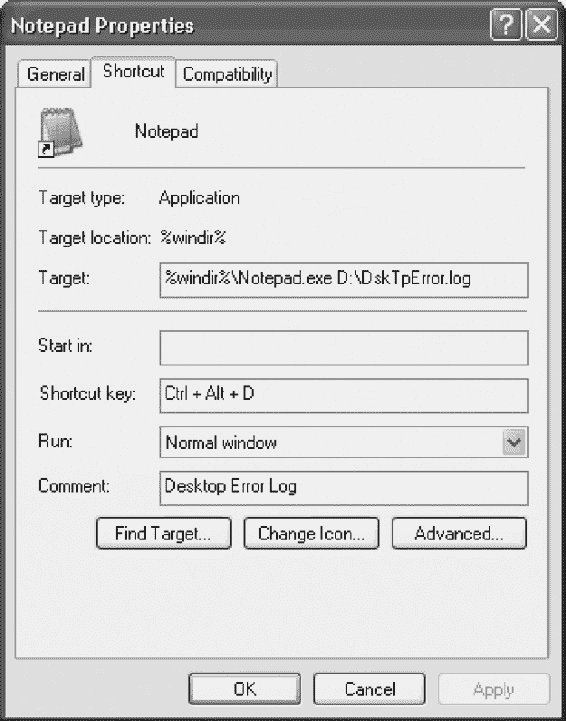 Notepad Properties
General Shortcut Compatibility
Notepad
Target type: Application
Target location: %windir%
Target: %windir%\Notepad.exe D:\DskTpError.log
Start in:
Shortcut key: Ctrl + Alt + D
Run: Normal window
Comment: Desktop Error Log
Find Target... Change Icon... Advanced...
OK Cancel Apply